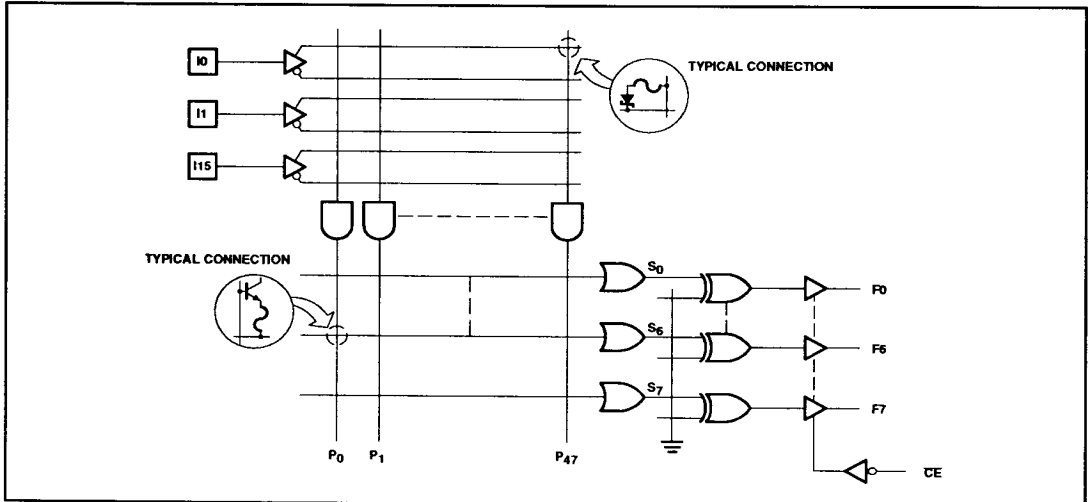 I0
TYPICAL CONNECTION
I1
I15
TYPICAL CONNECTION
S0
F0
S6
F6
S7
F7
P0 P1 P47
CE